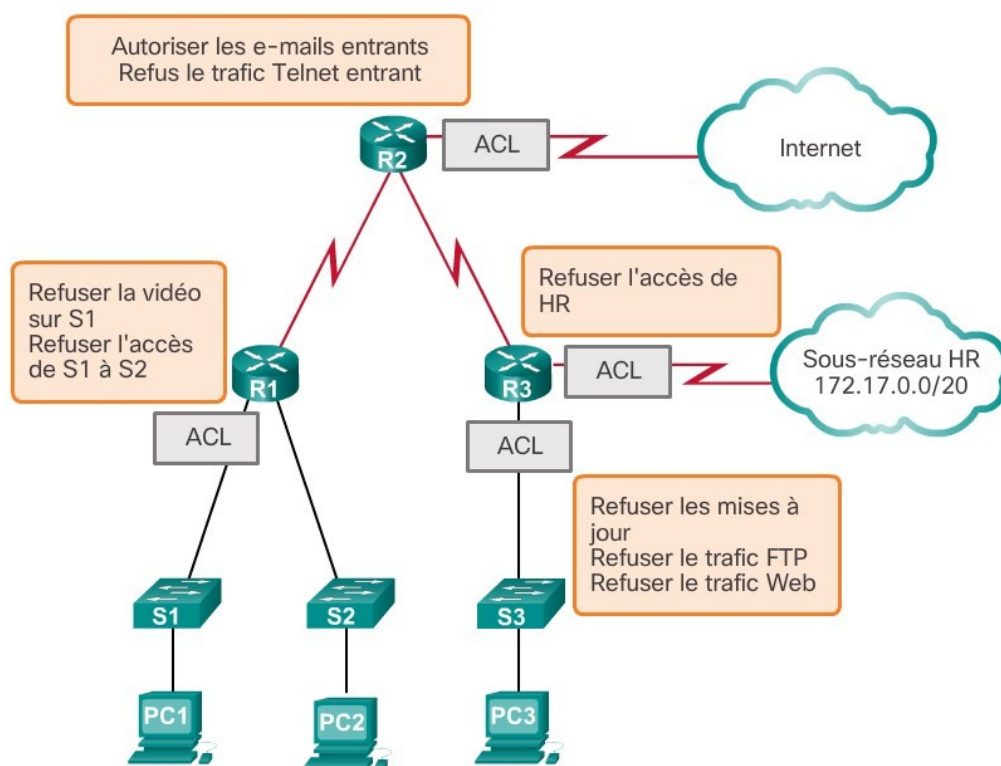 Autoriser les e-mails entrants
Refus le trafic Telnet entrant
R2
ACL
Internet
Refuser la vidéo
sur S1
Refuser l'accès
de S1 à S2
Refuser l'accès de
HR
R1
R3
ACL
Sous-réseau HR
172.17.0.0/20
ACL
ACL
Refuser les mises à
jour
Refuser le trafic FTP
Refuser le trafic Web
S1
S2
S3
PC1
PC2
PC3